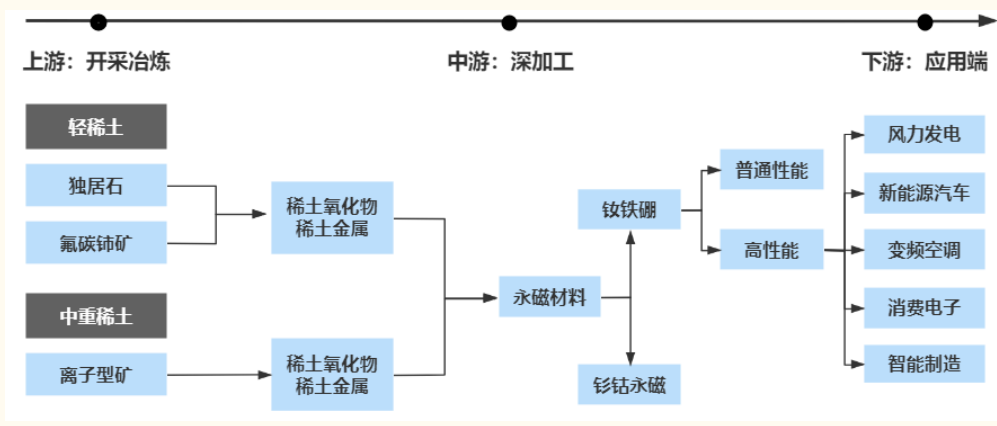 上游：开采冶炼
中游：深加工
下游：应用端
轻稀土
独居石
氟碳铈矿
稀土氧化物
稀土金属
中重稀土
离子型矿
稀土氧化物
稀土金属
永磁材料
钕铁硼
钐钴永磁
普通性能
高性能
风力发电
新能源汽车
变频空调
消费电子
智能制造